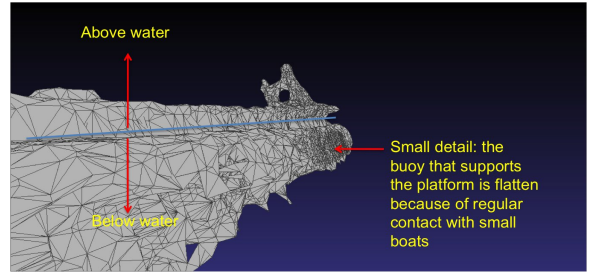 Above water
Small detail: the
buoy that supports
the platform is flatten
because of regular
contact with small
boats
Below water